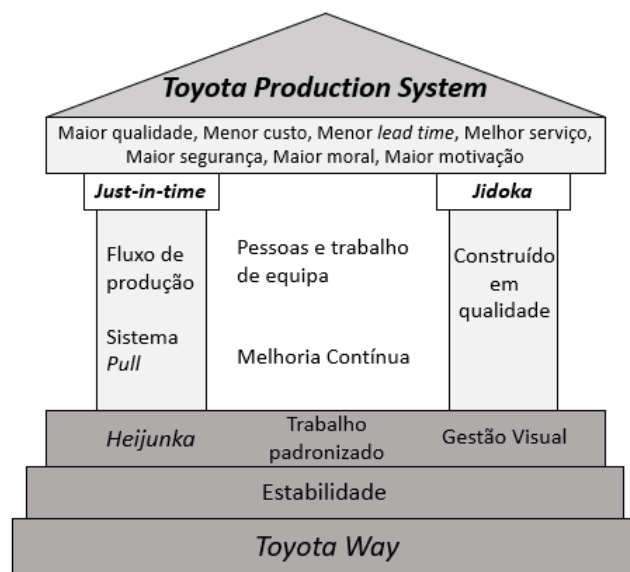 Toyota Production System
Maior qualidade, Menor custo, Menor lead time, Melhor serviço,
Maior segurança, Maior moral, Maior motivação
Just-in-time
Jidoka
Fluxo de
produção
Sistema
Pull
Pessoas e trabalho
de equipa
Melhoria Contínua
Construído
em
qualidade
Heijunka
Trabalho
padronizado
Gestão Visual
Estabilidade
Toyota Way